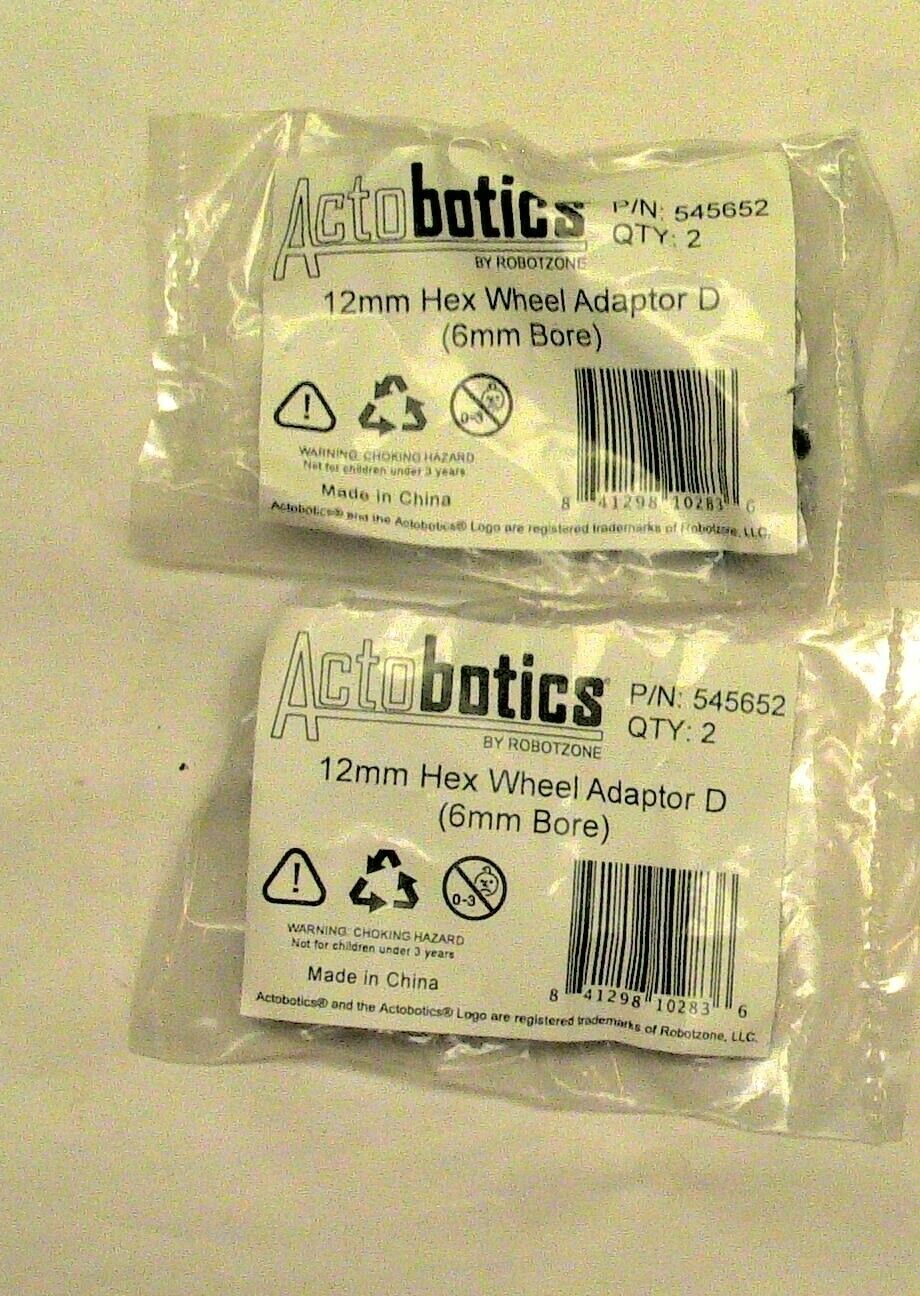 Actobotics
BY ROBOTZONE
P/N: 545652
QTY: 2
12mm Hex Wheel Adaptor D
(6mm Bore)
0-3
WARNING: CHOKING HAZARD
Not for children under 3 years
Made in China
8 41298 10283 6
Actobotics® and the Actobotics® Logo are registered trademarks of Robotzone, LLC.
Actobotics
BY ROBOTZONE
P/N: 545652
QTY: 2
12mm Hex Wheel Adaptor D
(6mm Bore)
0-3
WARNING: CHOKING HAZARD
Not for children under 3 years
Made in China
8 41298 10283 6
Actobotics® and the Actobotics® Logo are registered trademarks of Robotzone, LLC.